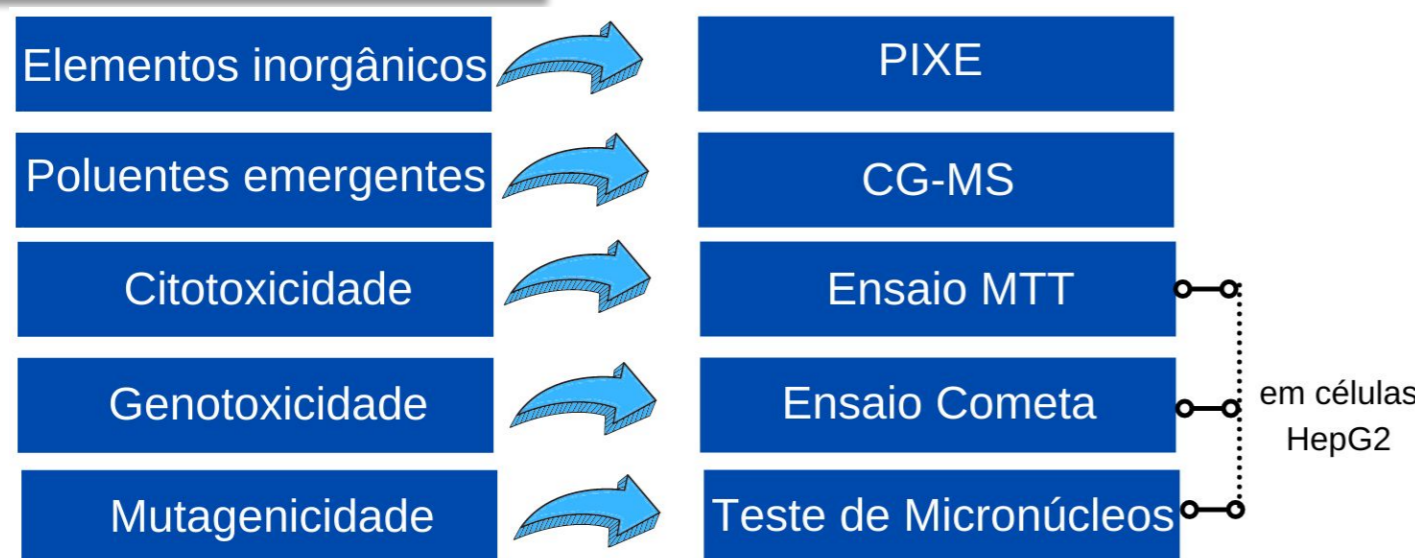 Elementos inorgânicos
PIXE
Poluentes emergentes
CG-MS
Citotoxicidade
Ensaio MTT
Genotoxicidade
Ensaio Cometa
em células
HepG2
Mutagenicidade
Teste de Micronúcleos